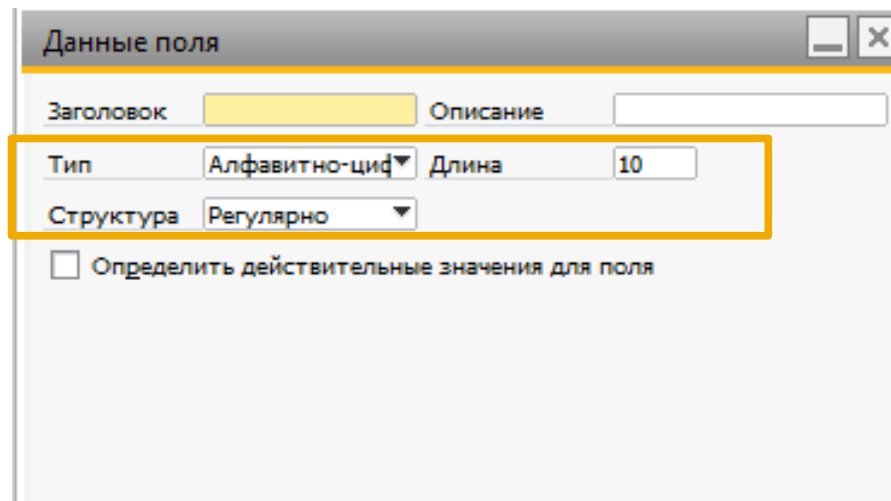 Данные поля
Заголовок Описание
Тип Алфавитно-циф Длина 10
Структура Регулярно
Определить действительные значения для поля